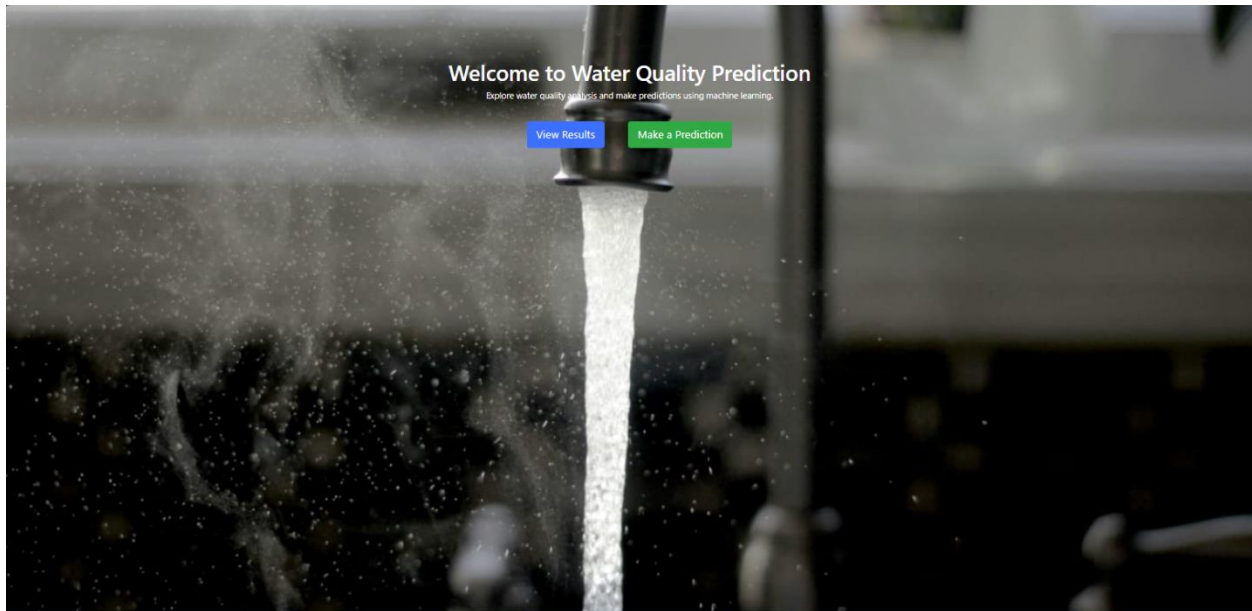 Welcome to Water Quality Prediction
Explore water quality analysis and make predictions using machine learning.
View Results
Make a Prediction